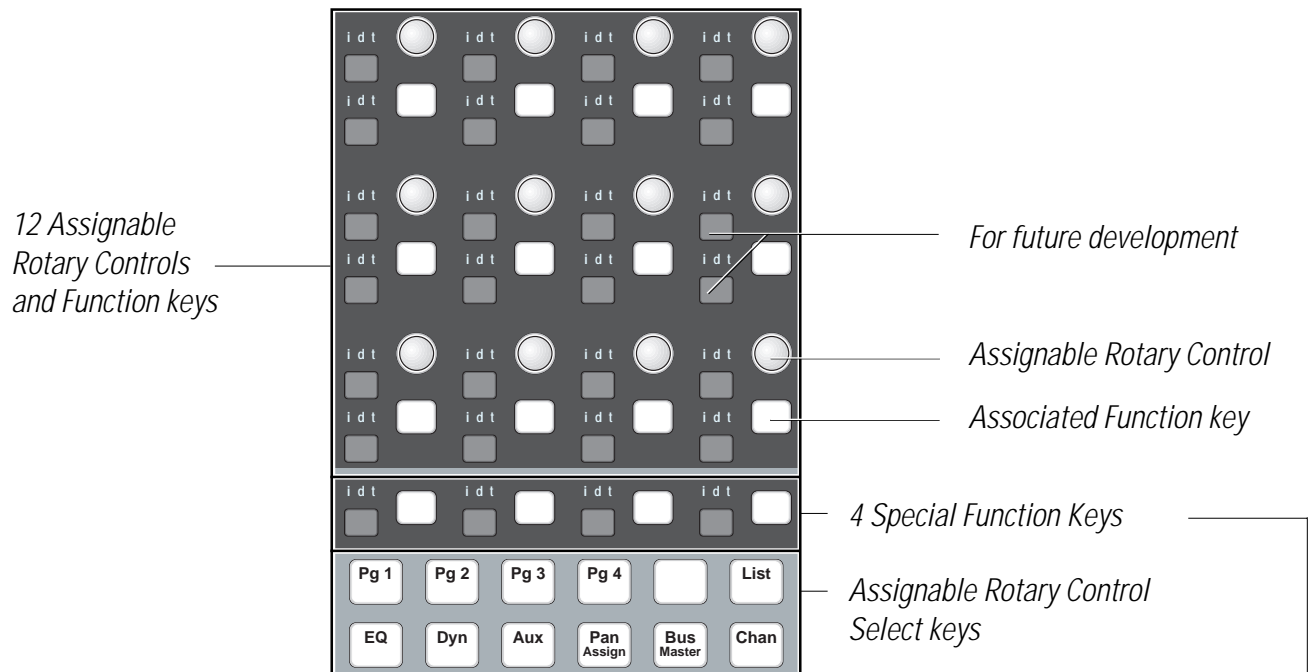 i d t i d t i d t i d t
i d t i d t i d t i d t
i d t i d t i d t i d t
12 Assignable
Rotary Controls
and Function keys
For future development
i d t i d t i d t i d t
i d t i d t i d t i d t
Assignable Rotary Control
i d t i d t i d t i d t
Associated Function key
i d t i d t i d t i d t
4 Special Function Keys
Pg 1 Pg 2 Pg 3 Pg 4 List
Assignable Rotary Control
Select keys
EQ Dyn Aux Pan Bus Chan
Assign Master